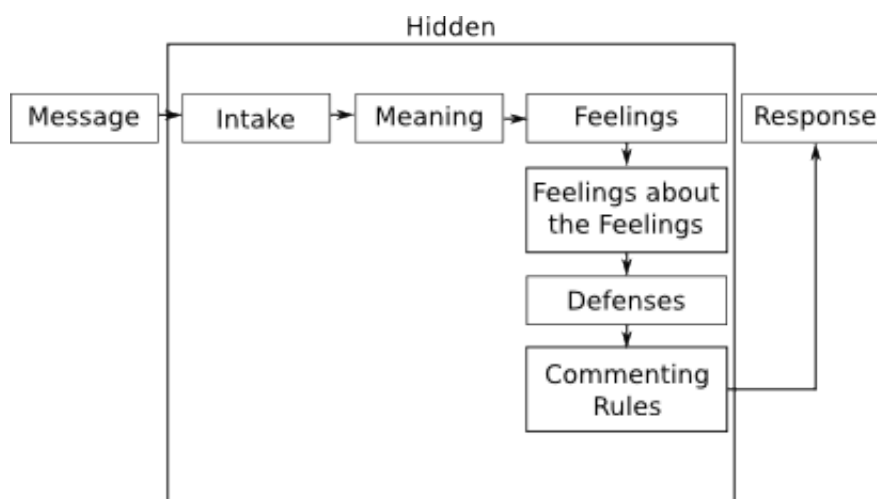 Hidden
Message
Intake
Meaning
Feelings
Response
Feelings about
the Feelings
Defenses
Commenting
Rules